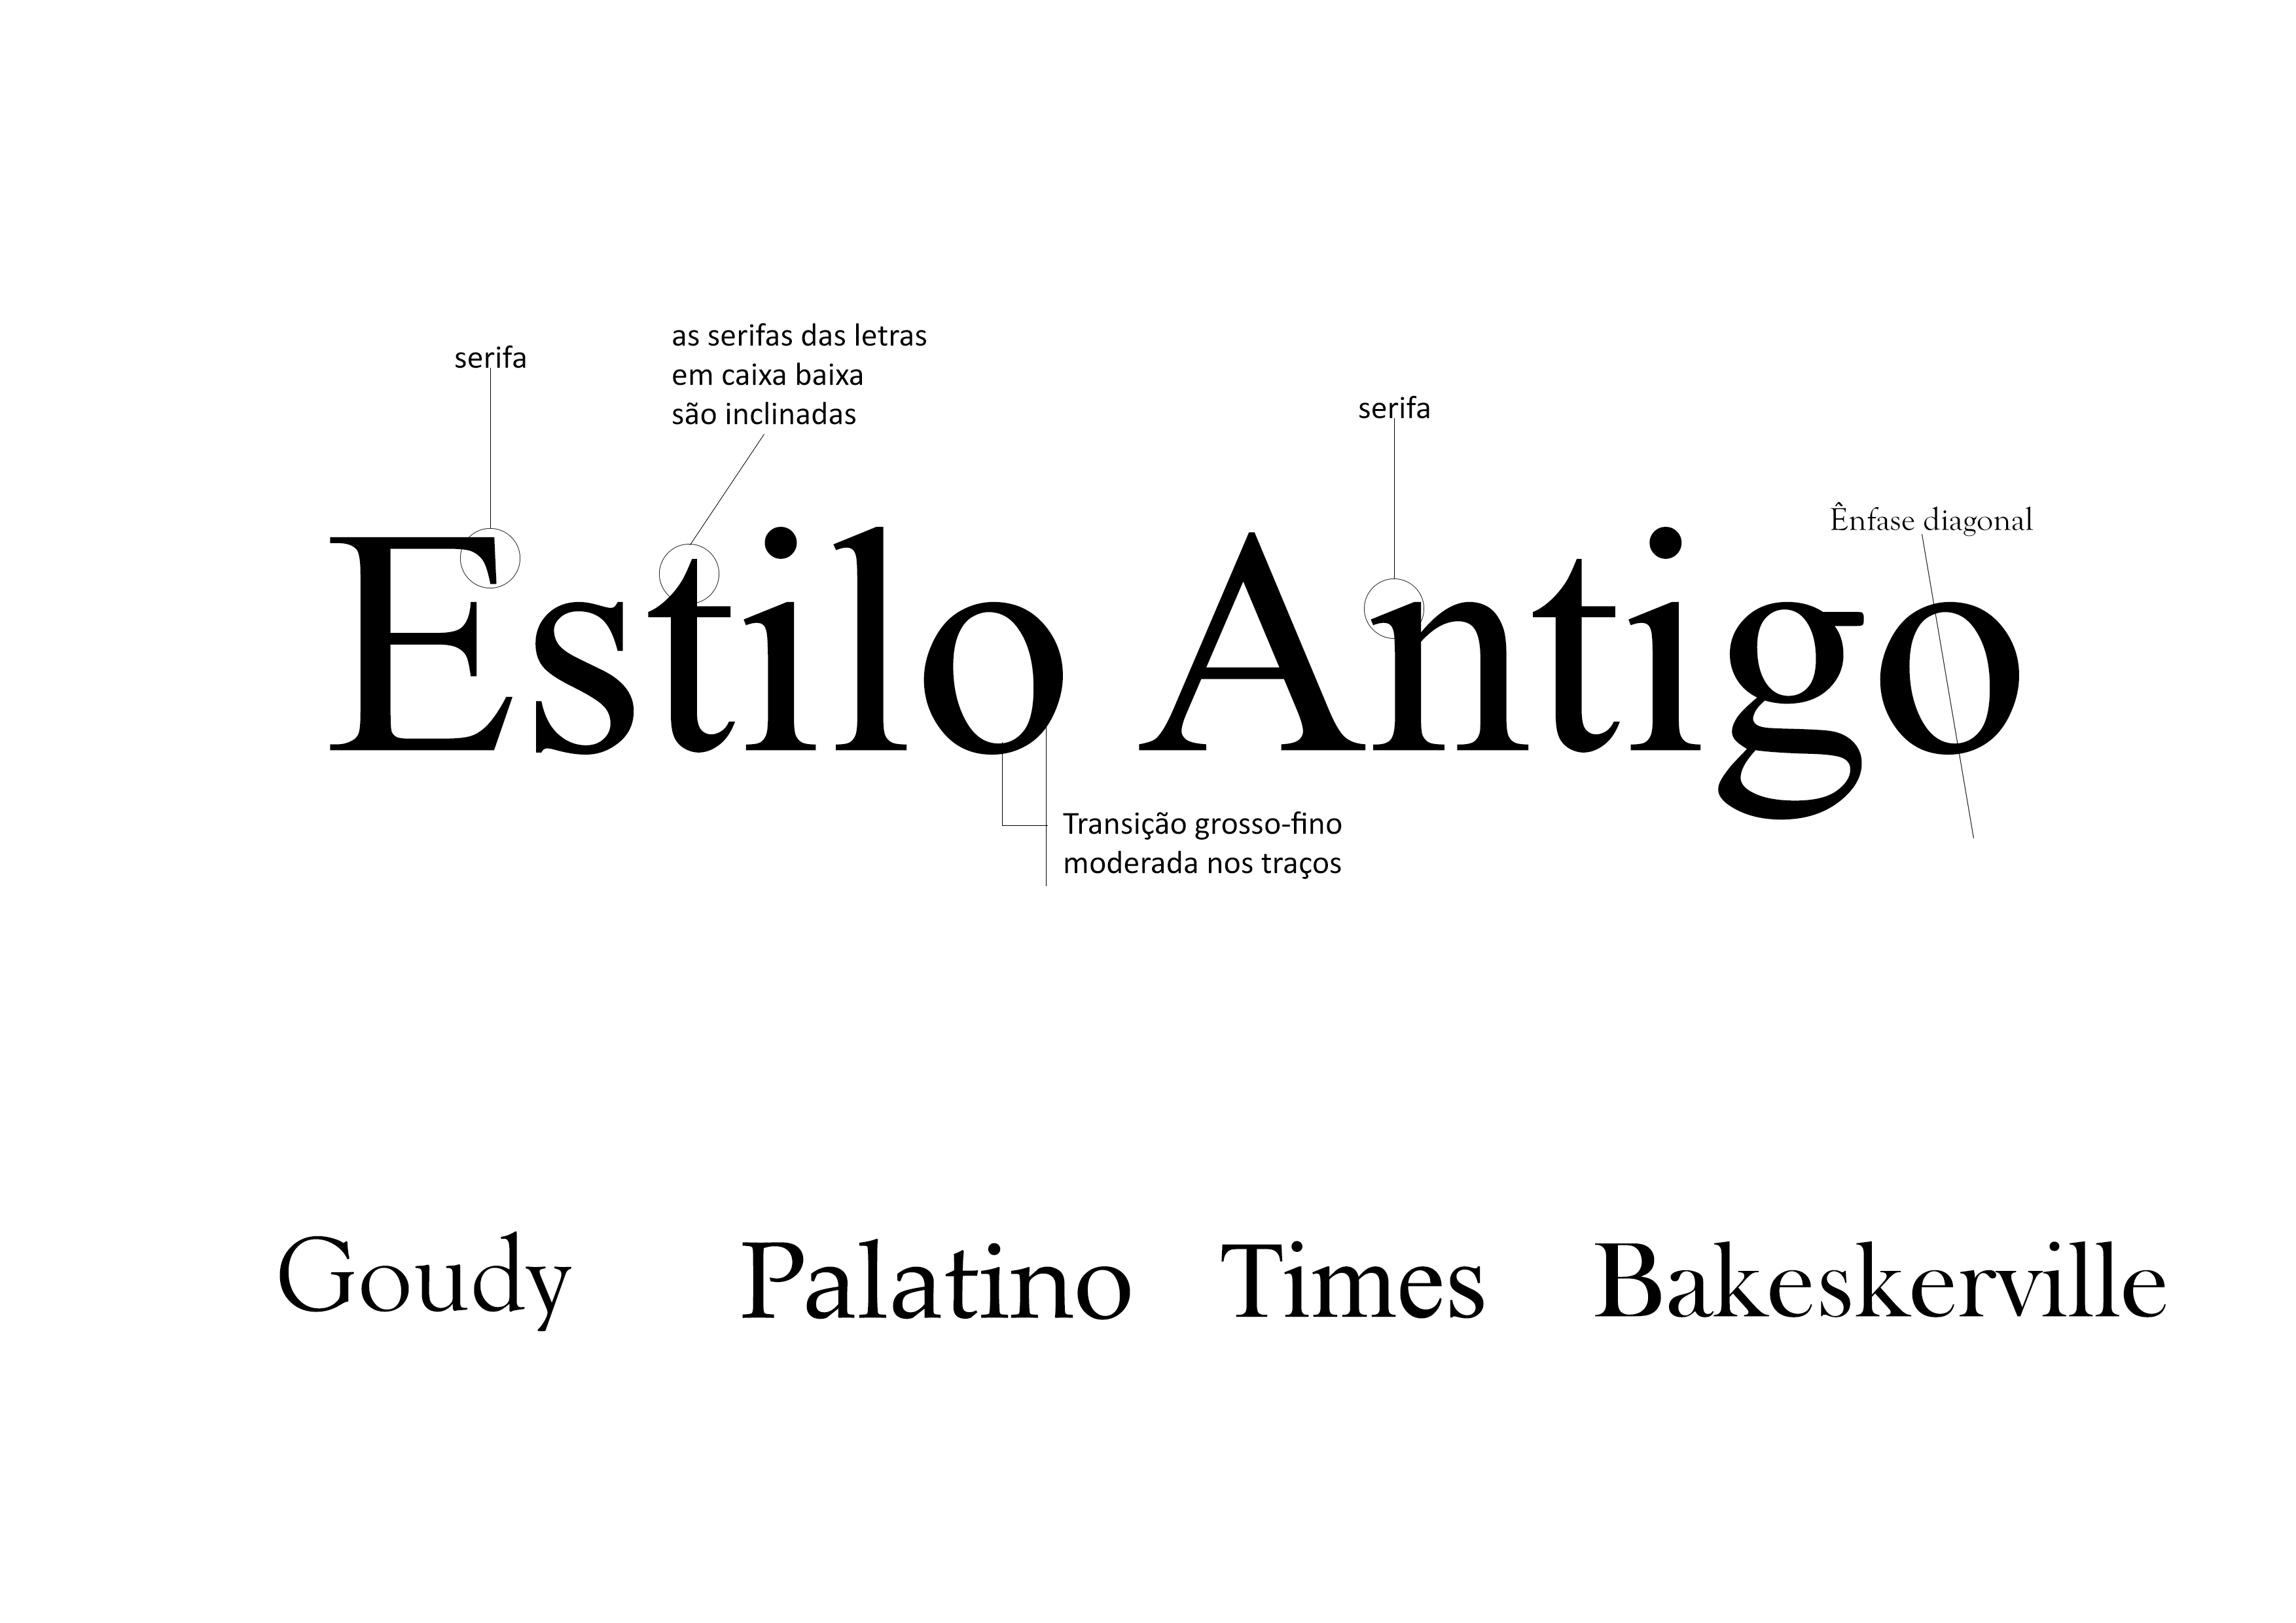 as serifas das letras
em caixa baixa
são inclinadas
serifa
serifa
Ênfase diagonal
Estilo Antigo
Transição grosso-fino
moderada nos traços
Goudy Palatino Times Bakeskerville